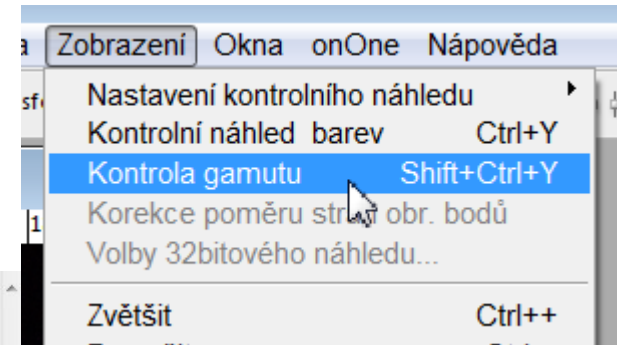 Zobrazení Okna onOne Nápověda
Nastavení kontrolního náhledu
Kontrolní náhled barev Ctrl+Y
Kontrola gamutu Shift+Ctrl+Y
Korekce poměru stran obr. bodů
Volby 32bitového náhledu...
Zvětšit Ctrl++